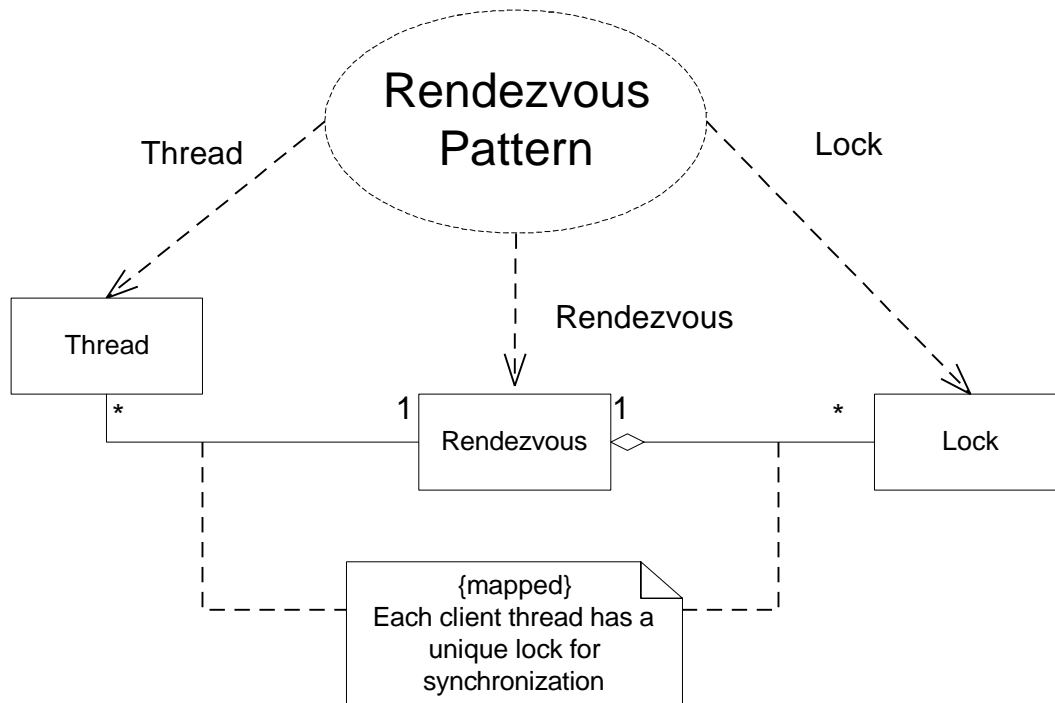 Rendezvous
Pattern
Thread
Lock
Rendezvous
Thread
*
1
Rendezvous
1
*
Lock
{mapped}
Each client thread has a
unique lock for
synchronization